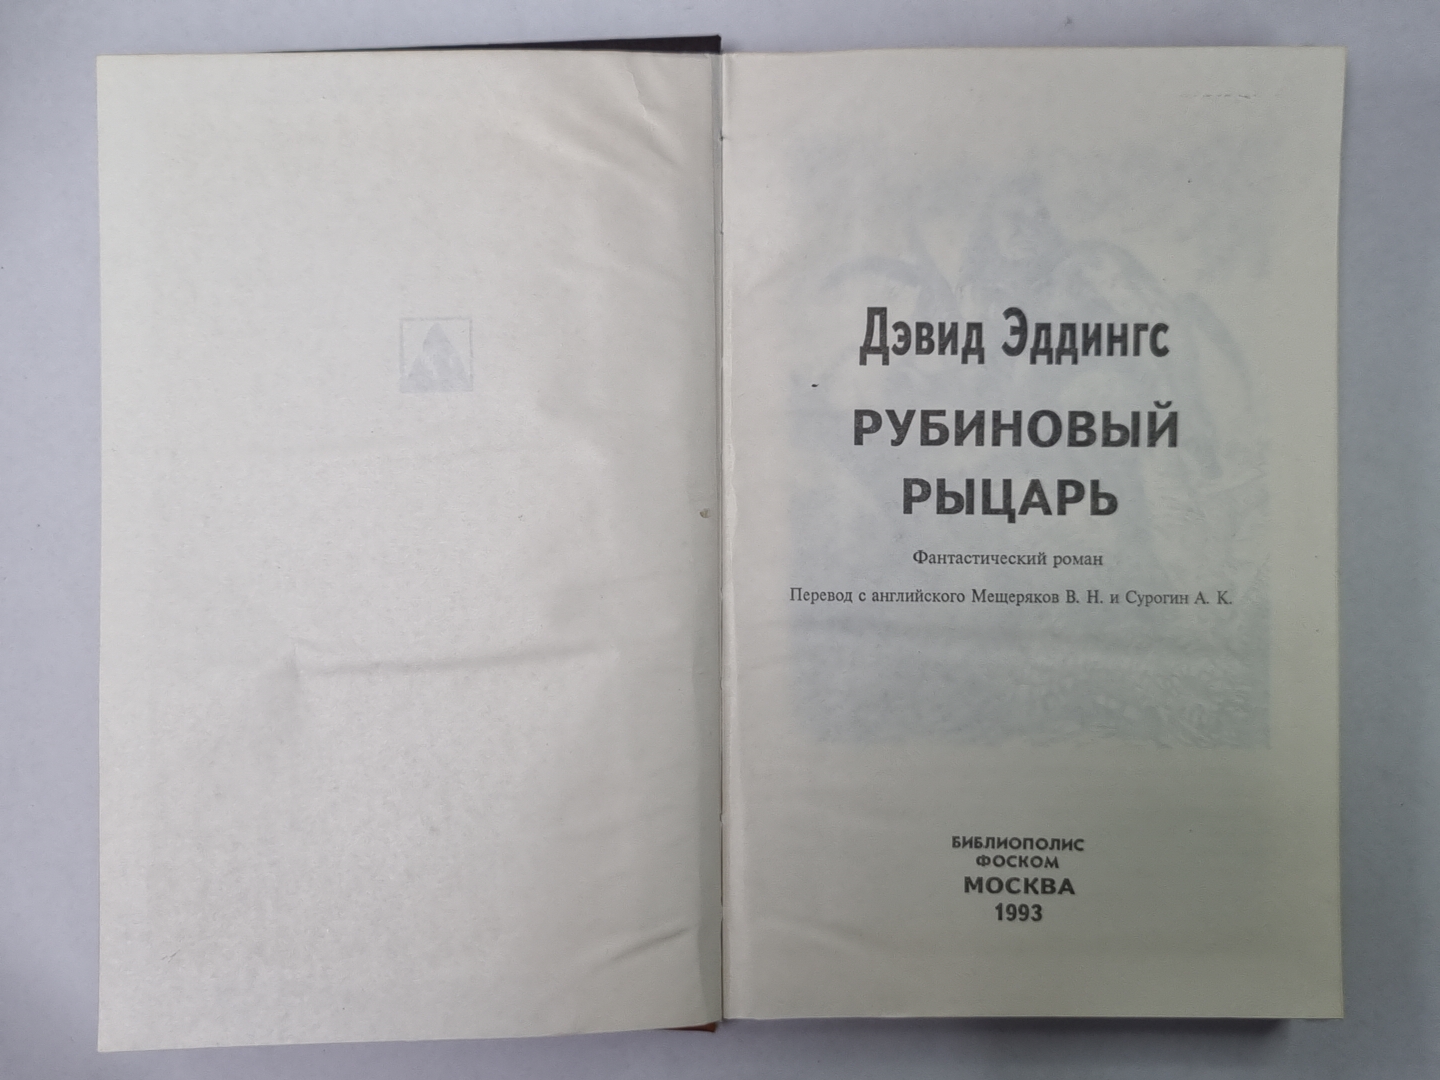 Дэвид Эддингс
РУБИНОВЫЙ
РЫЦАРЬ
Фантастический роман
Перевод с английского Мещеряков В. Н. и Сурогин А. К.
БИБЛИОПОЛИС
ФОСКОМ
МОСКВА
1993